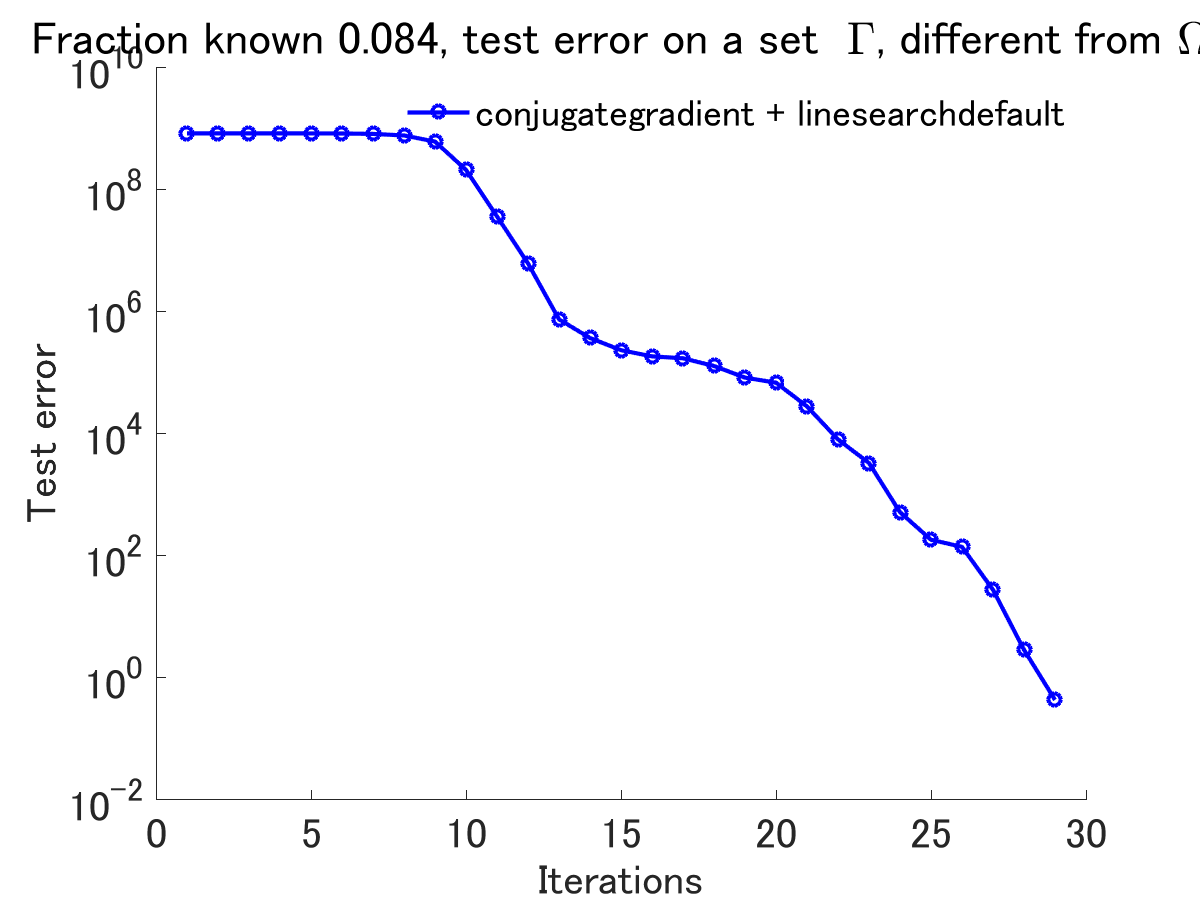 Fraction known 0.084, test error on a set Γ, different from Ω
10^10
conjugategradient + linesearchdefault
10^8
10^6
10^4
10^2
10^0
10^-2
Test error
0 5 10 15 20 25 30
Iterations